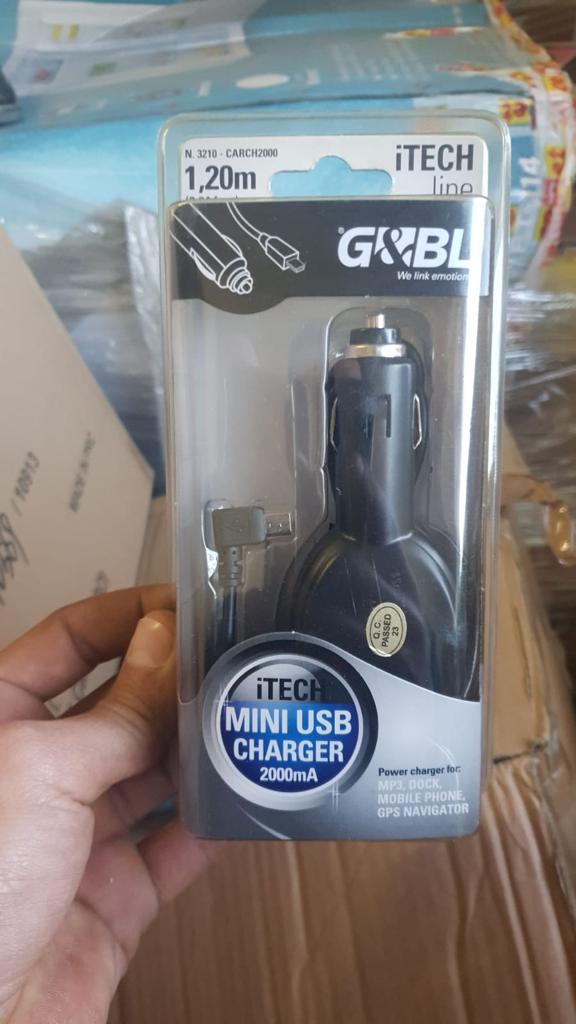 N. 3210 - CARCH2000
1,20m
iTECH
line
G&BL
We link emotion
Q.C.
PASSED
23
iTECH
MINI USB
CHARGER
2000mA
Power charger for:
MP3, DOCK,
MOBILE PHONE,
GPS NAVIGATOR
/ 10913